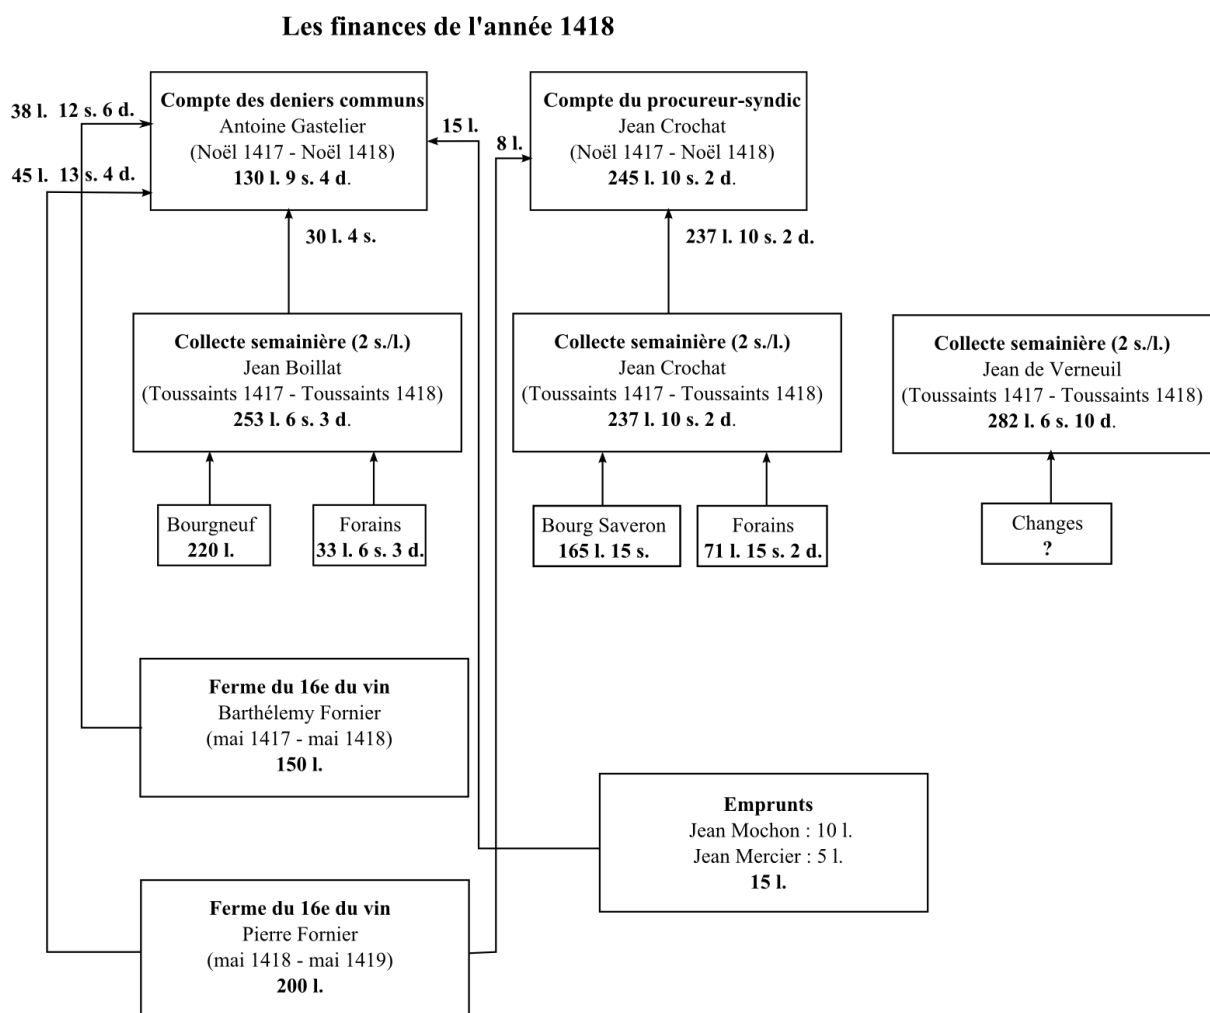 Les finances de l'année 1418
Compte des deniers communs
Antoine Gastelier
(Noël 1417 - Noël 1418)
130 l. 9 s. 4 d.
38 l. 12 s. 6 d.
45 l. 13 s. 4 d.
15 l.
8 l.
Compte du procureur-syndic
Jean Crochat
(Noël 1417 - Noël 1418)
245 l. 10 s. 2 d.
30 l. 4 s.
237 l. 10 s. 2 d.
Collecte semainière (2 s./l.)
Jean Boillat
(Toussaints 1417 - Toussaints 1418)
253 l. 6 s. 3 d.
Collecte semainière (2 s./l.)
Jean Crochat
(Toussaints 1417 - Toussaints 1418)
237 l. 10 s. 2 d.
Collecte semainière (2 s./l.)
Jean de Verneuil
(Toussaints 1417 - Toussaints 1418)
282 l. 6 s. 10 d.
Bourgneuf
220 l.
Forains
33 l. 6 s. 3 d.
Bourg Saveron
165 l. 15 s.
Forains
71 l. 15 s. 2 d.
Changes
?
Ferme du 16e du vin
Barthélemy Fornier
(mai 1417 - mai 1418)
150 l.
Emprunts
Jean Mochon : 10 l.
Jean Mercier : 5 l.
15 l.
Ferme du 16e du vin
Pierre Fornier
(mai 1418 - mai 1419)
200 l.